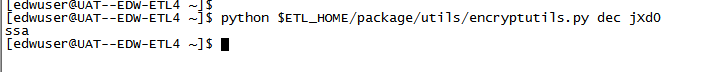 [edwuser@UAT--EDW-ETL4 ~]$
[edwuser@UAT--EDW-ETL4 ~]$ python $ETL_HOME/package/utils/encryptutils.py dec jXd0
ssa
[edwuser@UAT--EDW-ETL4 ~]$